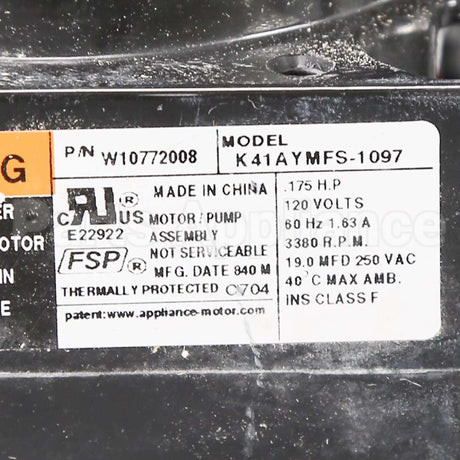 G
ER
OTOR
IN
E
P/N W10772008
MODEL
K41AYMFS-1097
C RU US ®
E22922
FSP ®
MADE IN CHINA
MOTOR/PUMP
ASSEMBLY
NOT SERVICEABLE
MFG. DATE 840 M
THERMALLY PROTECTED C704
patent:www.appliance-motor.com
.175 H.P
120 VOLTS
60 Hz 1.63 A
3380 R.P.M.
19.0 MFD 250 VAC
40°C MAX AMB.
INS CLASS F